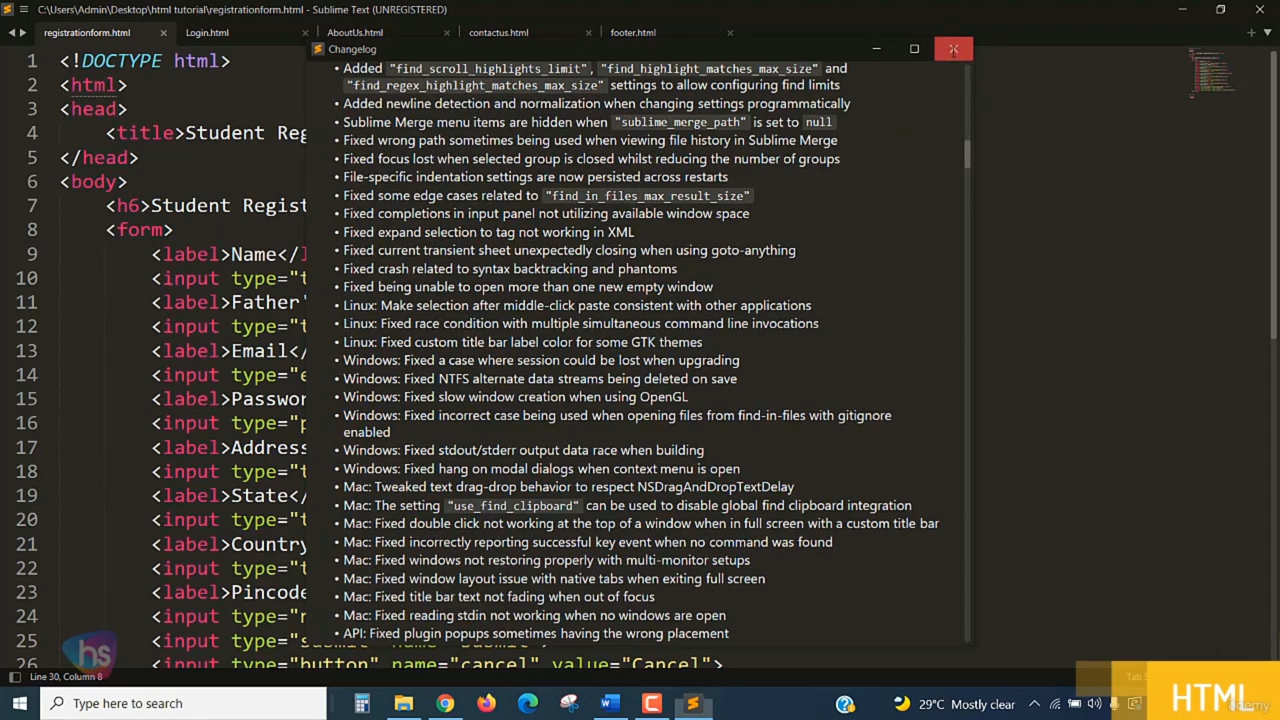 C:\Users\Admin\Desktop\html tutorial\registrationform.html - Sublime Text (UNREGISTERED)
registrationform.html
Login.html
AboutUs.html
contactus.html
footer.html
Changelog
1 <!DOCTYPE html>
2 <html>
3 <head>
4 <title>Student Reg
5 </head>
6 <body>
7 <h6>Student Regist
8 <form>
9 <label>Name</l
10 <input type="t
11 <label>Father'
12 <input type="t
13 <label>Email</
14 <input type="e
15 <label>Passwor
16 <input type="p
17 <label>Address
18 <input type="t
19 <label>State</
20 <input type="t
21 <label>Country
22 <input type="t
23 <label>Pincode
24 <input type="n
25 <input type="submit" name="Submit">
26 <input type="button" name="cancel" value="Cancel">
• Added "find_scroll_highlights_limit", "find_highlight_matches_max_size" and
"find_regex_highlight_matches_max_size" settings to allow configuring find limits
• Added newline detection and normalization when changing settings programmatically
• Sublime Merge menu items are hidden when "sublime_merge_path" is set to null
• Fixed wrong path sometimes being used when viewing file history in Sublime Merge
• Fixed focus lost when selected group is closed whilst reducing the number of groups
• File-specific indentation settings are now persisted across restarts
• Fixed some edge cases related to "find_in_files_max_result_size"
• Fixed completions in input panel not utilizing available window space
• Fixed expand selection to tag not working in XML
• Fixed current transient sheet unexpectedly closing when using goto-anything
• Fixed crash related to syntax backtracking and phantoms
• Fixed being unable to open more than one new empty window
• Linux: Make selection after middle-click paste consistent with other applications
• Linux: Fixed race condition with multiple simultaneous command line invocations
• Linux: Fixed custom title bar label color for some GTK themes
• Windows: Fixed a case where session could be lost when upgrading
• Windows: Fixed NTFS alternate data streams being deleted on save
• Windows: Fixed slow window creation when using OpenGL
• Windows: Fixed incorrect case being used when opening files from find-in-files with gitignore
enabled
• Windows: Fixed stdout/stderr output data race when building
• Windows: Fixed hang on modal dialogs when context menu is open
• Mac: Tweaked text drag-drop behavior to respect NSDragAndDropTextDelay
• Mac: The setting "use_find_clipboard" can be used to disable global find clipboard integration
• Mac: Fixed double click not working at the top of a window when in full screen with a custom title bar
• Mac: Fixed incorrectly reporting successful key event when no command was found
• Mac: Fixed windows not restoring properly with multi-monitor setups
• Mac: Fixed window layout issue with native tabs when exiting full screen
• Mac: Fixed title bar text not fading when out of focus
• Mac: Fixed reading stdin not working when no windows are open
• API: Fixed plugin popups sometimes having the wrong placement
hs
Line 30, Column 8
Tab S
HTML
Udemy
Type here to search
29°C Mostly clear